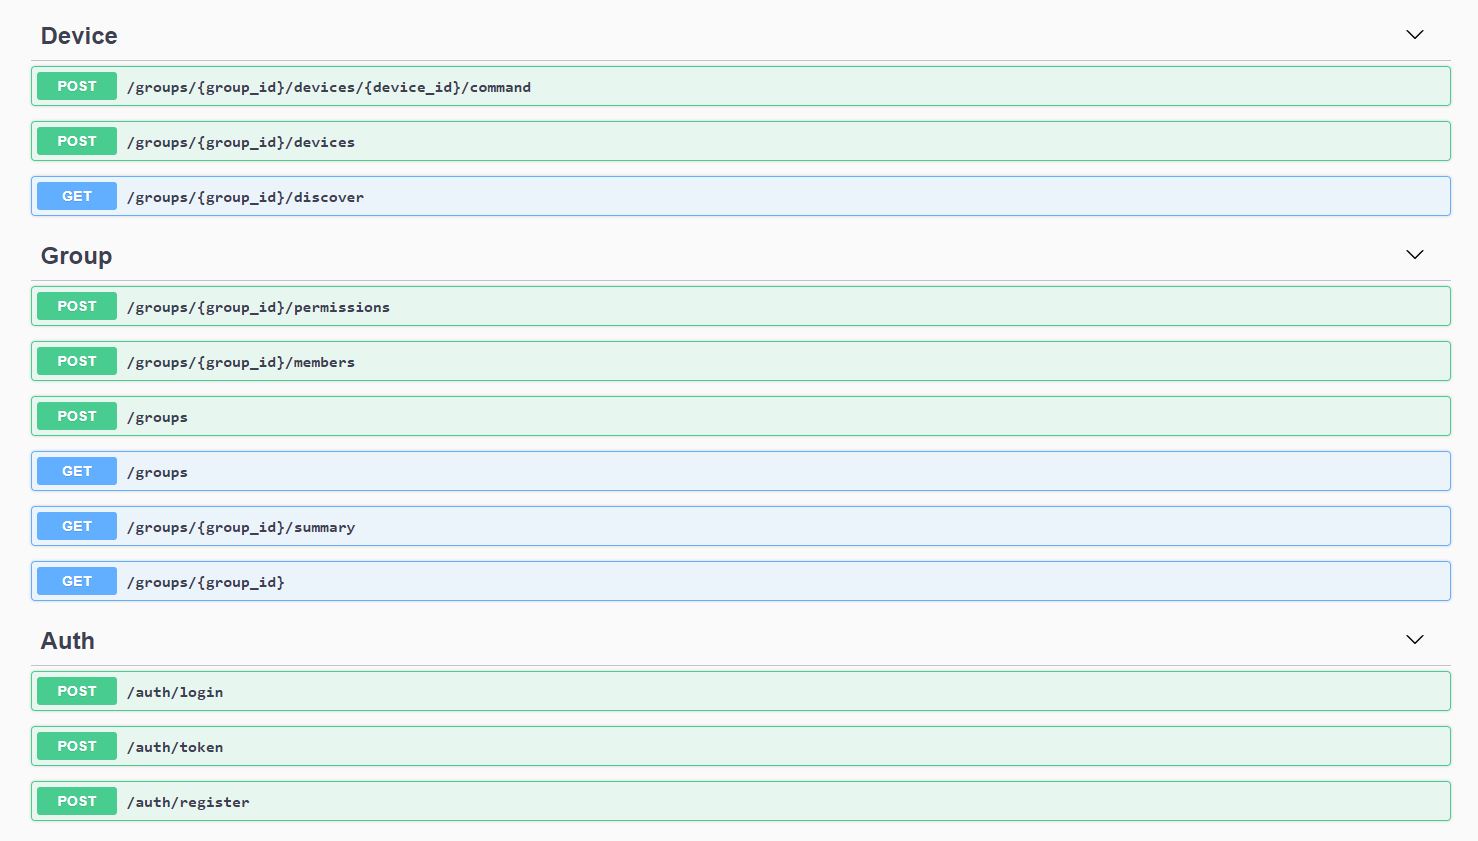 Device
POST /groups/{group_id}/devices/{device_id}/command
POST /groups/{group_id}/devices
GET /groups/{group_id}/discover
Group
POST /groups/{group_id}/permissions
POST /groups/{group_id}/members
POST /groups
GET /groups
GET /groups/{group_id}/summary
GET /groups/{group_id}
Auth
POST /auth/login
POST /auth/token
POST /auth/register